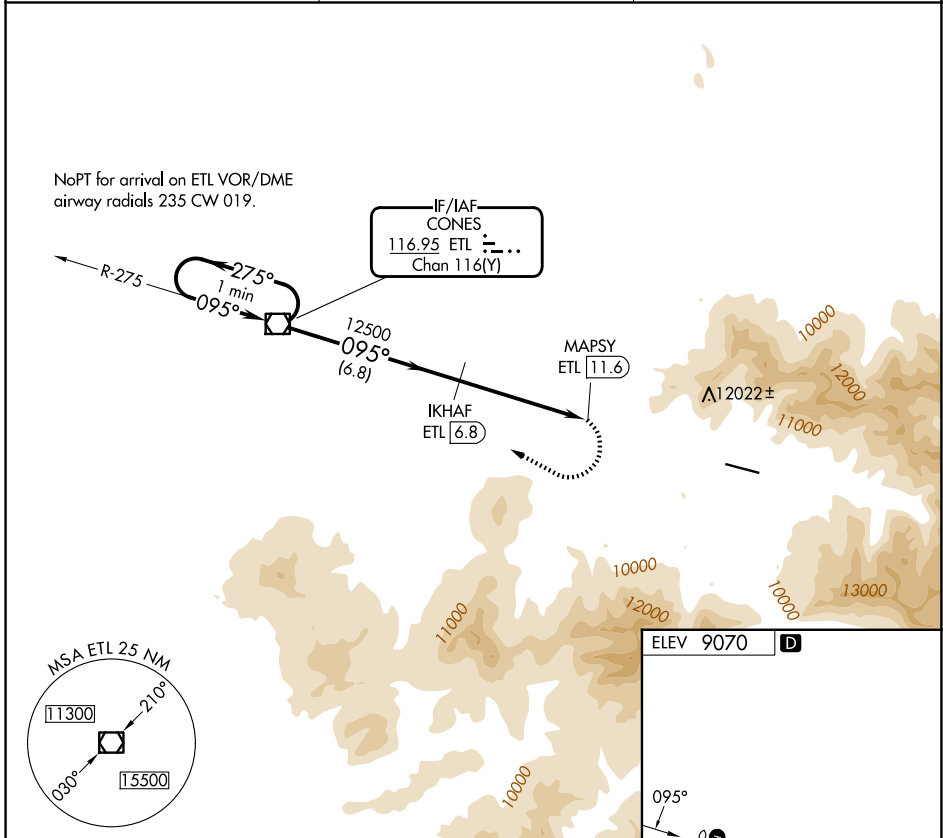 NoPT for arrival on ETL VOR/DME
airway radials 235 CW 019.
IF/IAF
CONES
116.95 ETL
Chan 116(Y)
R-275
275°
1 min
095°
12500
095°
(6.8)
IKHAF
ETL 6.8
MAPSY
ETL 11.6
10000
12000
12022±
11000
10000
12000
11000
10000
13000
10000
MSA ETL 25 NM
210°
11300
030°
15500
ELEV 9070 D
095°